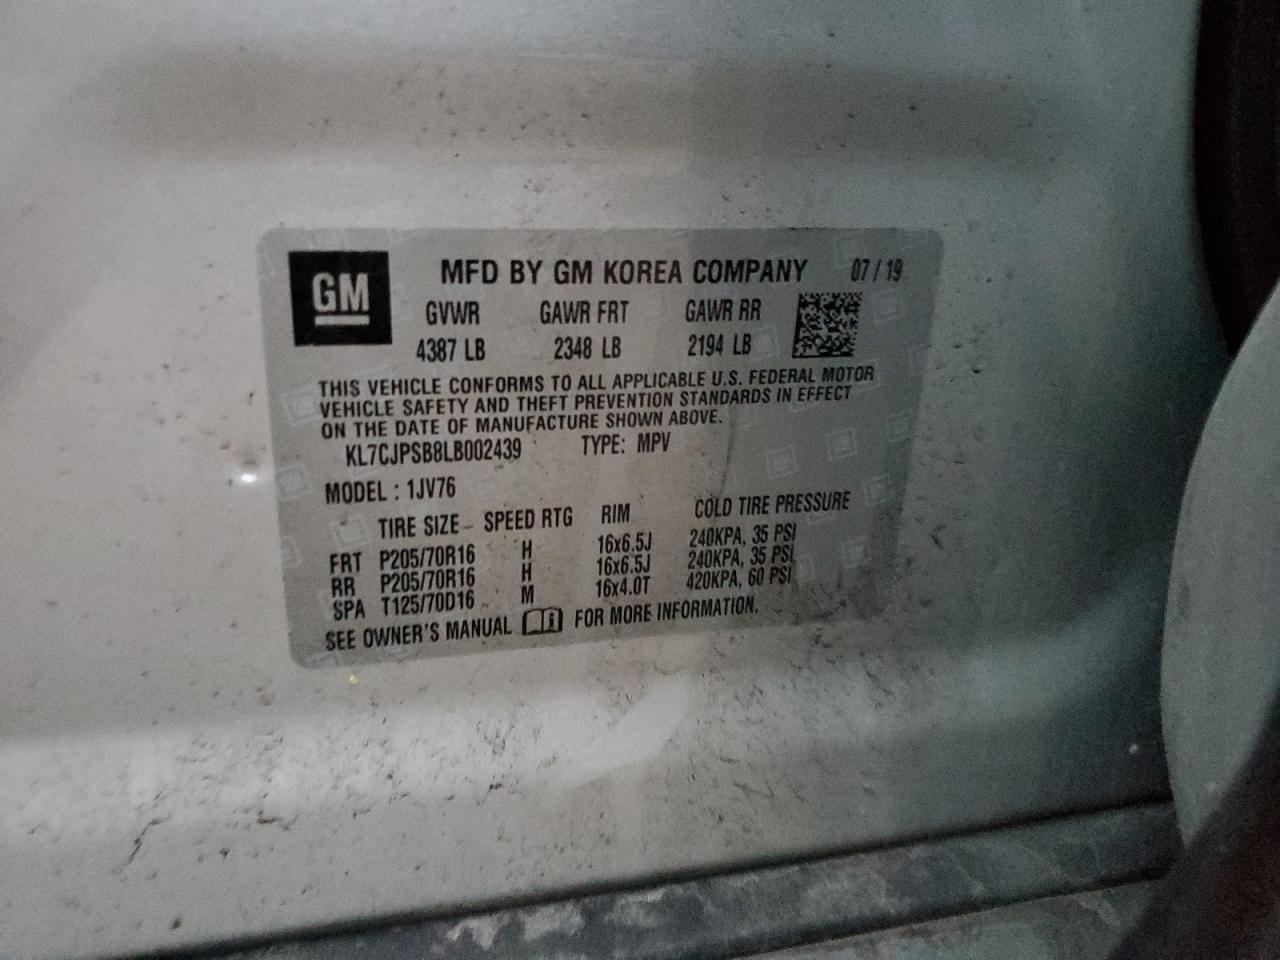 GM
MFD BY GM KOREA COMPANY 07/19
GVWR GAWR FRT GAWR RR
4387 LB 2348 LB 2194 LB
THIS VEHICLE CONFORMS TO ALL APPLICABLE U.S. FEDERAL MOTOR
VEHICLE SAFETY AND THEFT PREVENTION STANDARDS IN EFFECT
ON THE DATE OF MANUFACTURE SHOWN ABOVE.
KL7CJPSB8LB002439 TYPE: MPV
MODEL : 1JV76
TIRE SIZE SPEED RTG RIM COLD TIRE PRESSURE
FRT P205/70R16 H 16x6.5J 240KPA, 35 PSI
RR P205/70R16 H 16x6.5J 240KPA, 35 PSI
SPA T125/70D16 M 16x4.0T 420KPA, 60 PSI
SEE OWNER'S MANUAL FOR MORE INFORMATION.